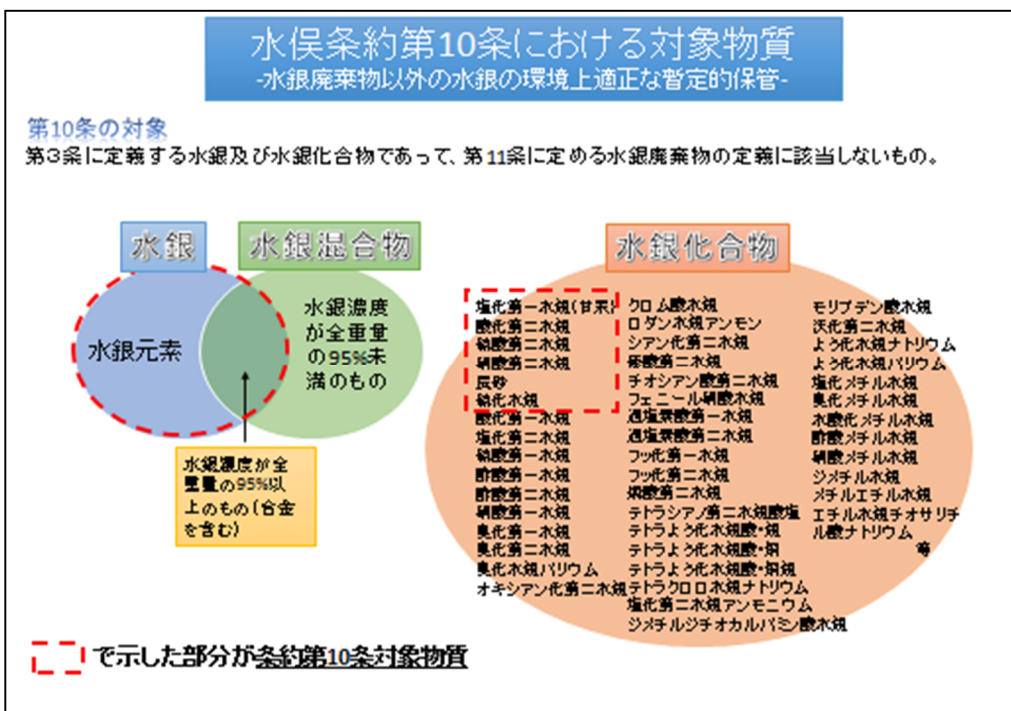 水俣条約第10条における対象物質
-水銀廃棄物以外の水銀の環境上適正な暫定的保管-
第10条の対象
第3条に定義する水銀及び水銀化合物であって、第11条に定める水銀廃棄物の定義に該当しないもの。
水銀
水銀混合物
水銀元素
水銀濃度
が全重量
の95%未
満のもの
水銀濃度が全
重量の95%以
上のもの(合金
を含む)
水銀化合物
塩化第一水銀(甘汞)
酸化第二水銀
硫酸第二水銀
硝酸第二水銀
辰砂
硫化水銀
酸化第一水銀
塩化第二水銀
硫酸第一水銀
酢酸第一水銀
酢酸第二水銀
硝酸第一水銀
臭化第一水銀
臭化第二水銀
臭化水銀バリウム
オキシアン化第二水銀
クロム酸水銀
ロダン水銀アンモン
シアン化第二水銀
チオシアン酸第二水銀
フェニール硝酸水銀
過塩素酸第一水銀
過塩素酸第二水銀
フッ化第一水銀
フッ化第二水銀
燐酸第二水銀
テトラシアノ第二水銀酸塩
テトラよう化水銀酸・銀
テトラよう化水銀酸・銅
テトラよう化水銀酸・銅銀
テトラクロロ水銀ナトリウム
塩化第二水銀アンモニウム
ジメチルジチオカルバミン酸水銀
モリブデン酸水銀
沃化第二水銀
よう化水銀ナトリウム
よう化水銀バリウム
塩化メチル水銀
臭化メチル水銀
水酸化メチル水銀
酢酸メチル水銀
硝酸メチル水銀
ジメチル水銀
メチルエチル水銀
エチル水銀チオサリチ
ル酸ナトリウム
等
で示した部分が条約第10条対象物質